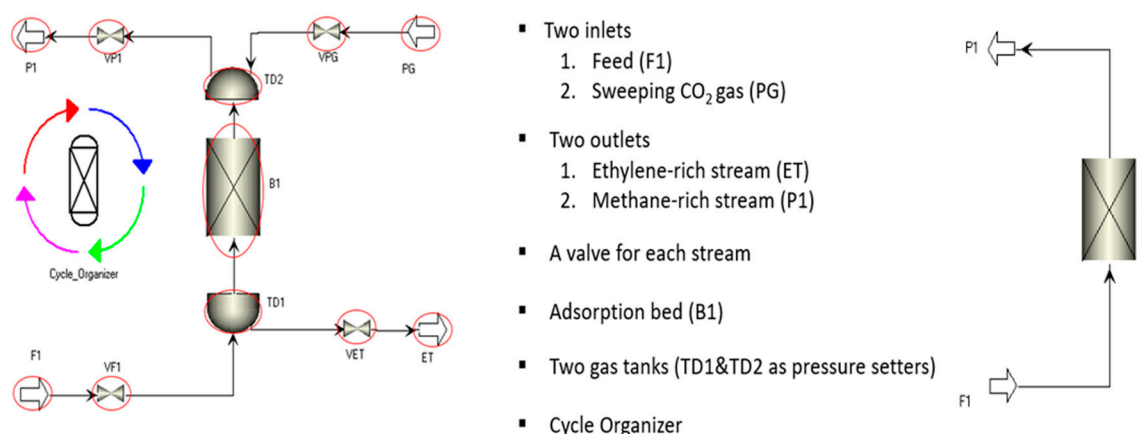 P1
VP1
VPG
PG
TD2
B1
Cycle_Organizer
TD1
F1
VF1
VET
ET
▪ Two inlets
1. Feed (F1)
2. Sweeping CO₂ gas (PG)
▪ Two outlets
1. Ethylene-rich stream (ET)
2. Methane-rich stream (P1)
▪ A valve for each stream
▪ Adsorption bed (B1)
▪ Two gas tanks (TD1&TD2 as pressure setters)
▪ Cycle Organizer
P1
F1